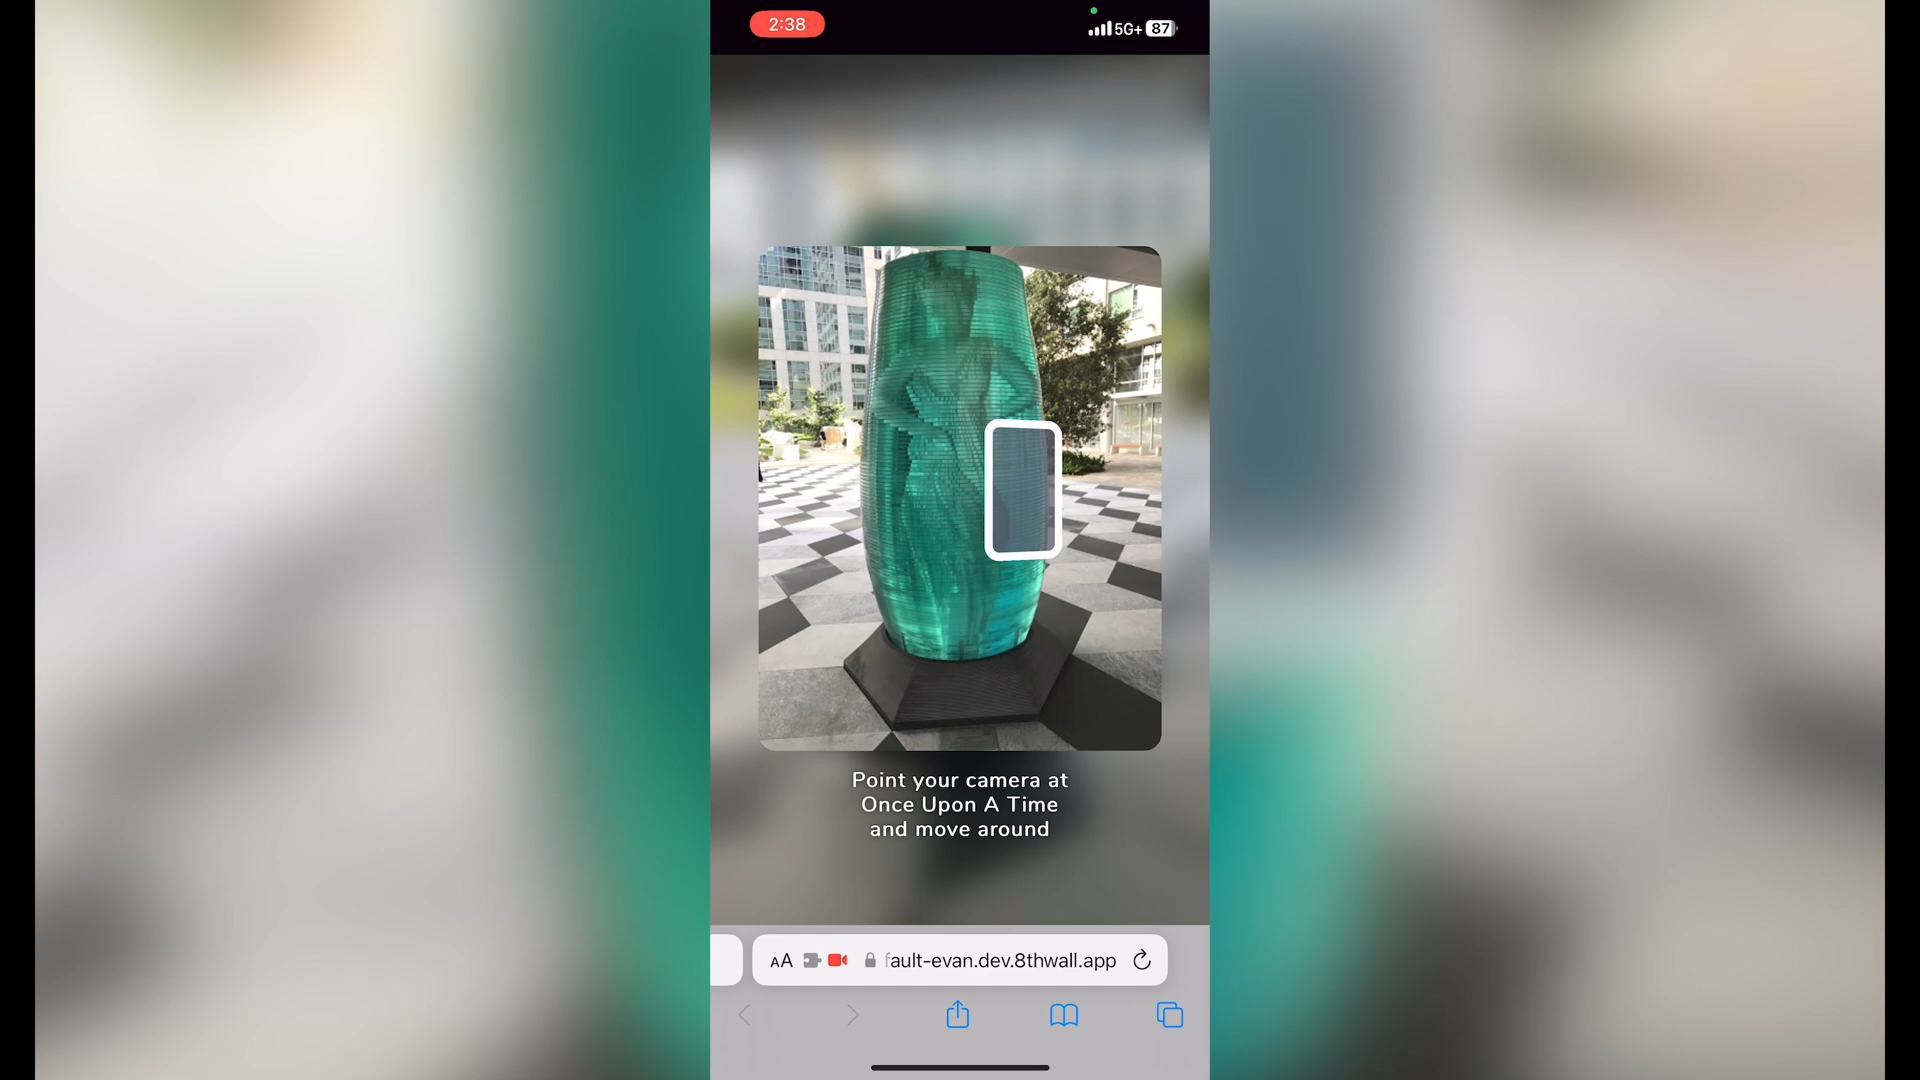 2:38
5G+ 87
Point your camera at
Once Upon A Time
and move around
AA fault-evan.dev.8thwall.app